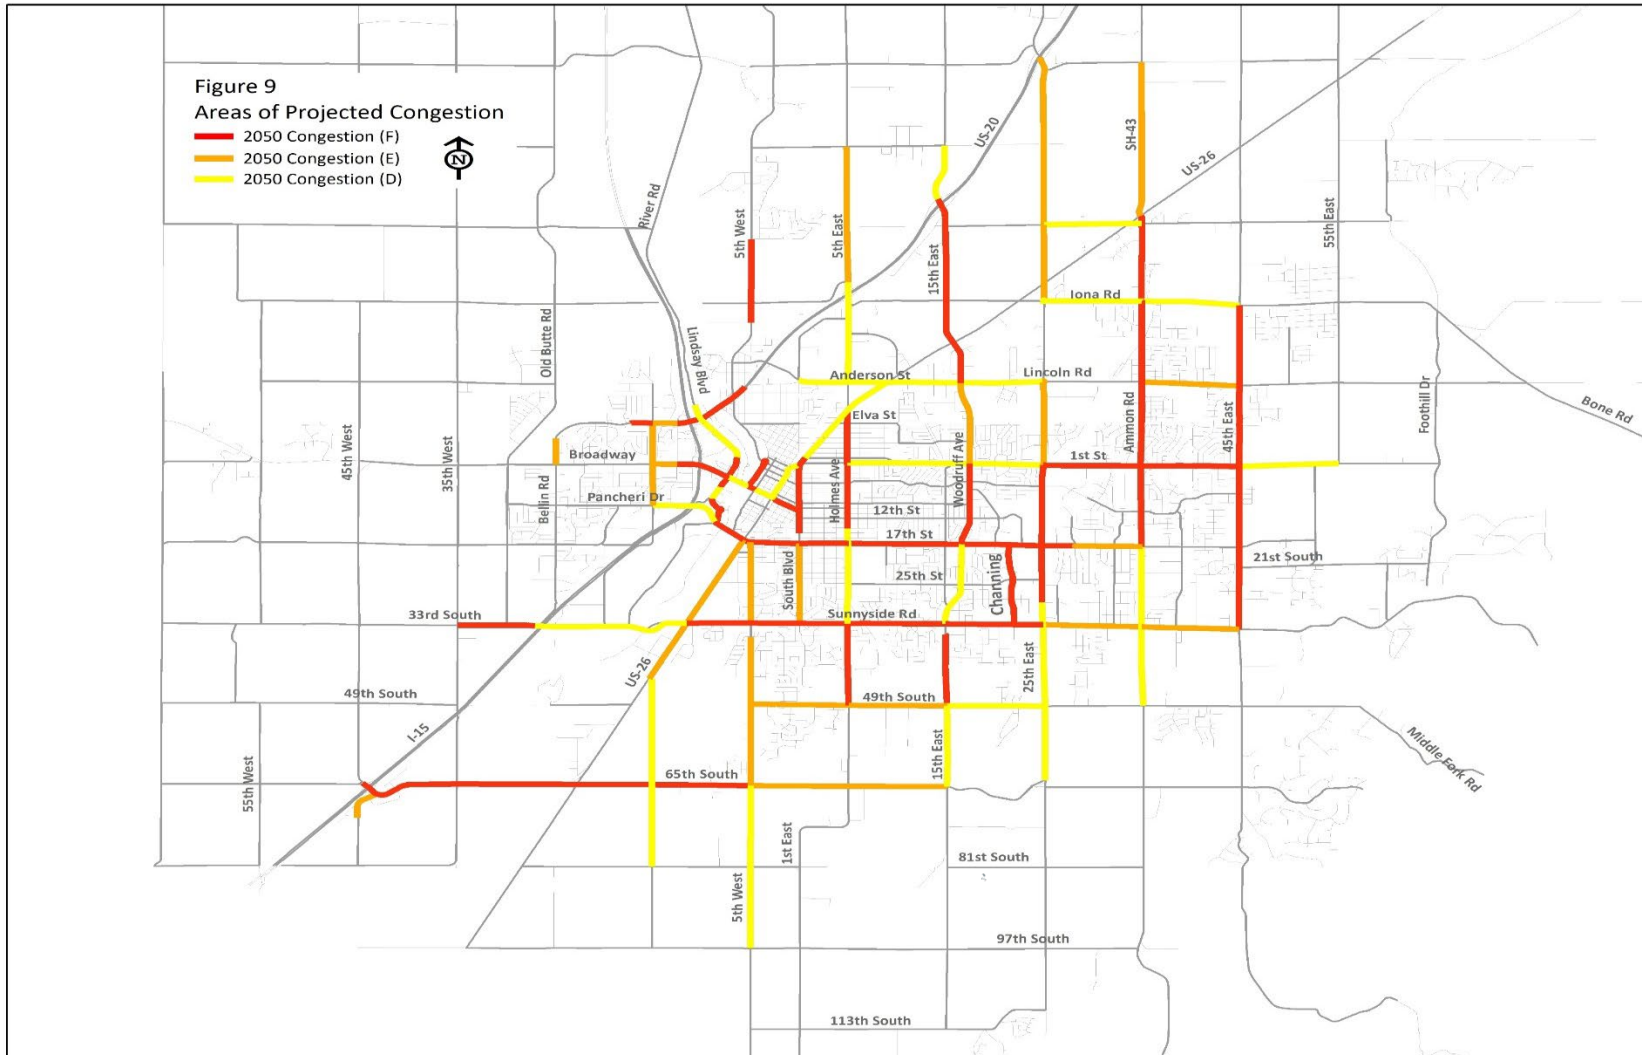 Figure 9
Areas of Projected Congestion
2050 Congestion (F)
2050 Congestion (E)
2050 Congestion (D)
N
US-20
SH-43
US-26
River Rd
5th West
5th East
15th East
55th East
Iona Rd
Old Butte Rd
Lindsay Blvd
Anderson St
Lincoln Rd
Elva St
Ammon Rd
45th East
Foothill Dr
Bone Rd
45th West
35th West
Broadway
1st St
Bellin Rd
Pancheri Dr
Holmes Ave
Woodruff Ave
12th St
17th St
21st South
South Blvd
25th St
Channing
33rd South
Sunnyside Rd
US-26
25th East
49th South
49th South
I-15
15th East
Middle Fork Rd
55th West
65th South
1st East
81st South
5th West
97th South
113th South